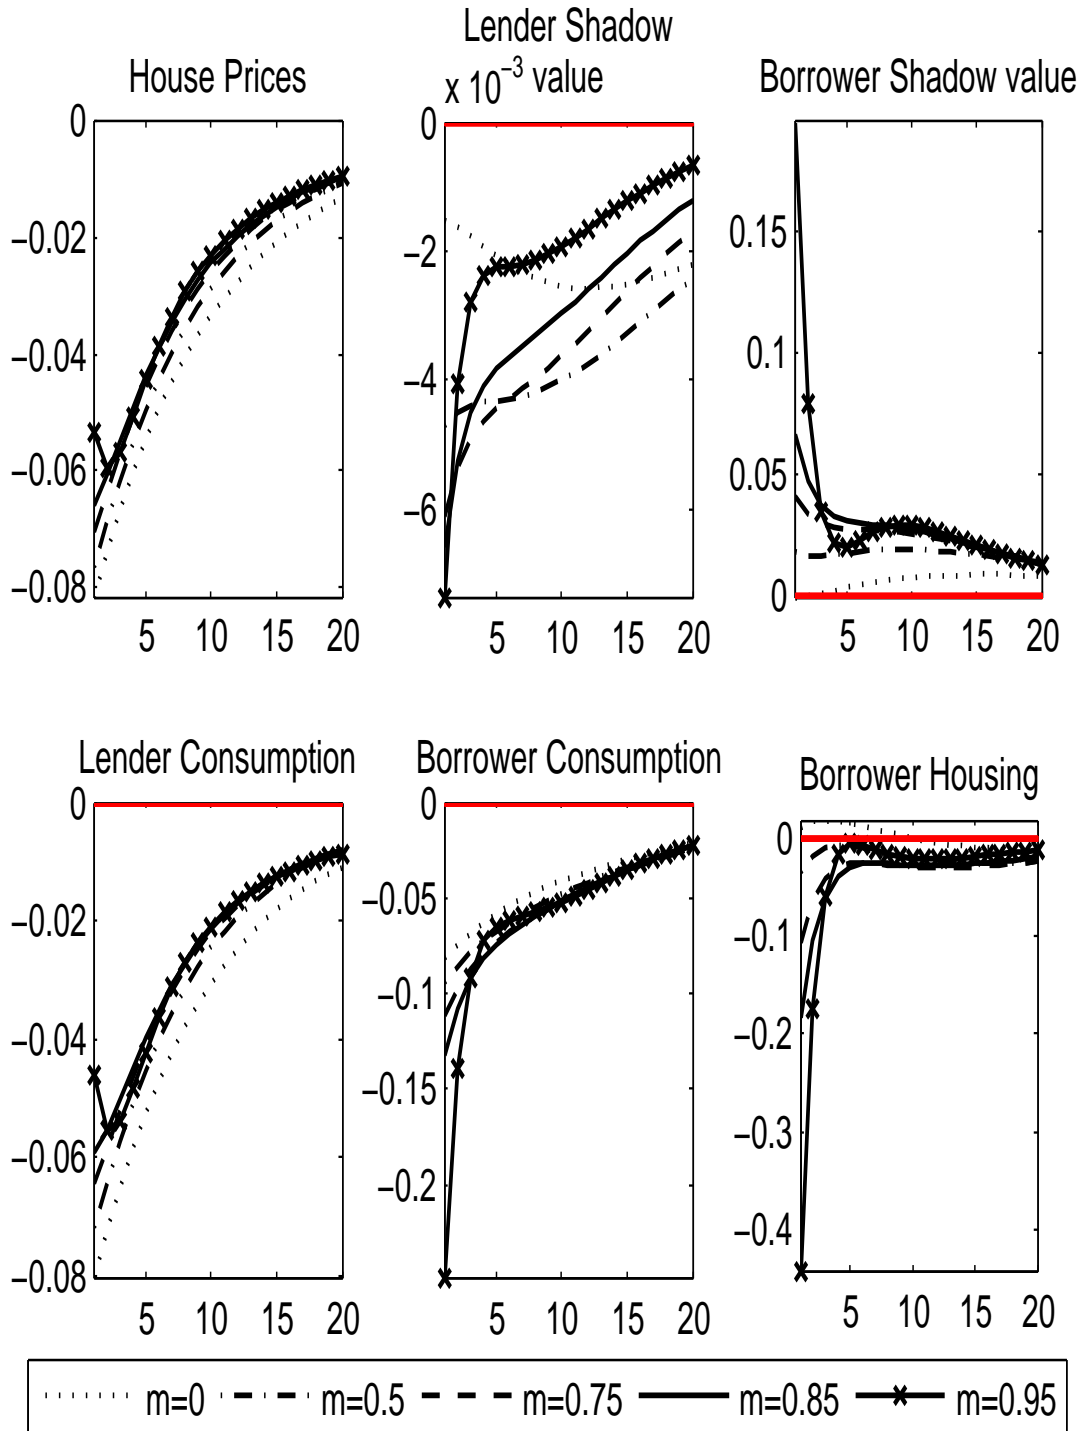 Lender Shadow
House Prices
x 10⁻³ value
Borrower Shadow value
0
−0.02
−0.04
−0.06
−0.08
5 10 15 20
0
−2
−4
−6
5 10 15 20
0.15
0.1
0.05
0
5 10 15 20
Lender Consumption
Borrower Consumption
Borrower Housing
0
−0.02
−0.04
−0.06
−0.08
5 10 15 20
0
−0.05
−0.1
−0.15
−0.2
5 10 15 20
0
−0.1
−0.2
−0.3
−0.4
5 10 15 20
m=0 m=0.5 m=0.75 m=0.85 m=0.95